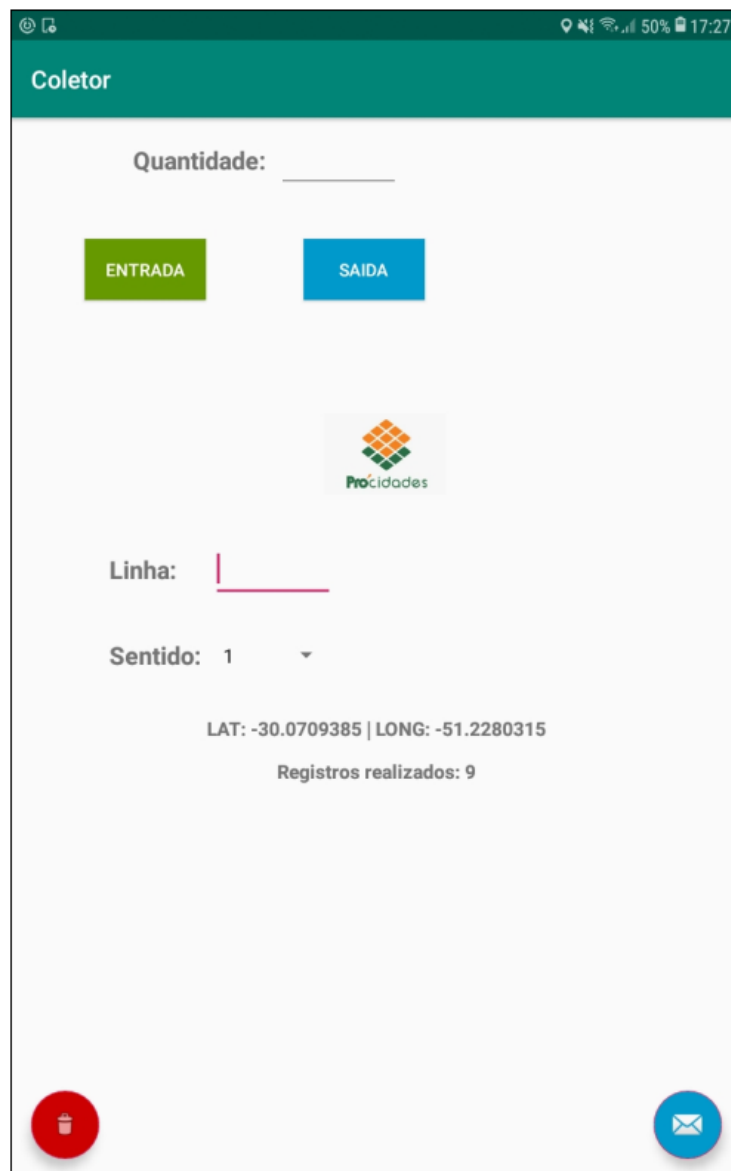 50% 17:27
Coletor
Quantidade:
ENTRADA SAIDA
Procidades
Linha:
Sentido: 1
LAT: -30.0709385 | LONG: -51.2280315
Registros realizados: 9